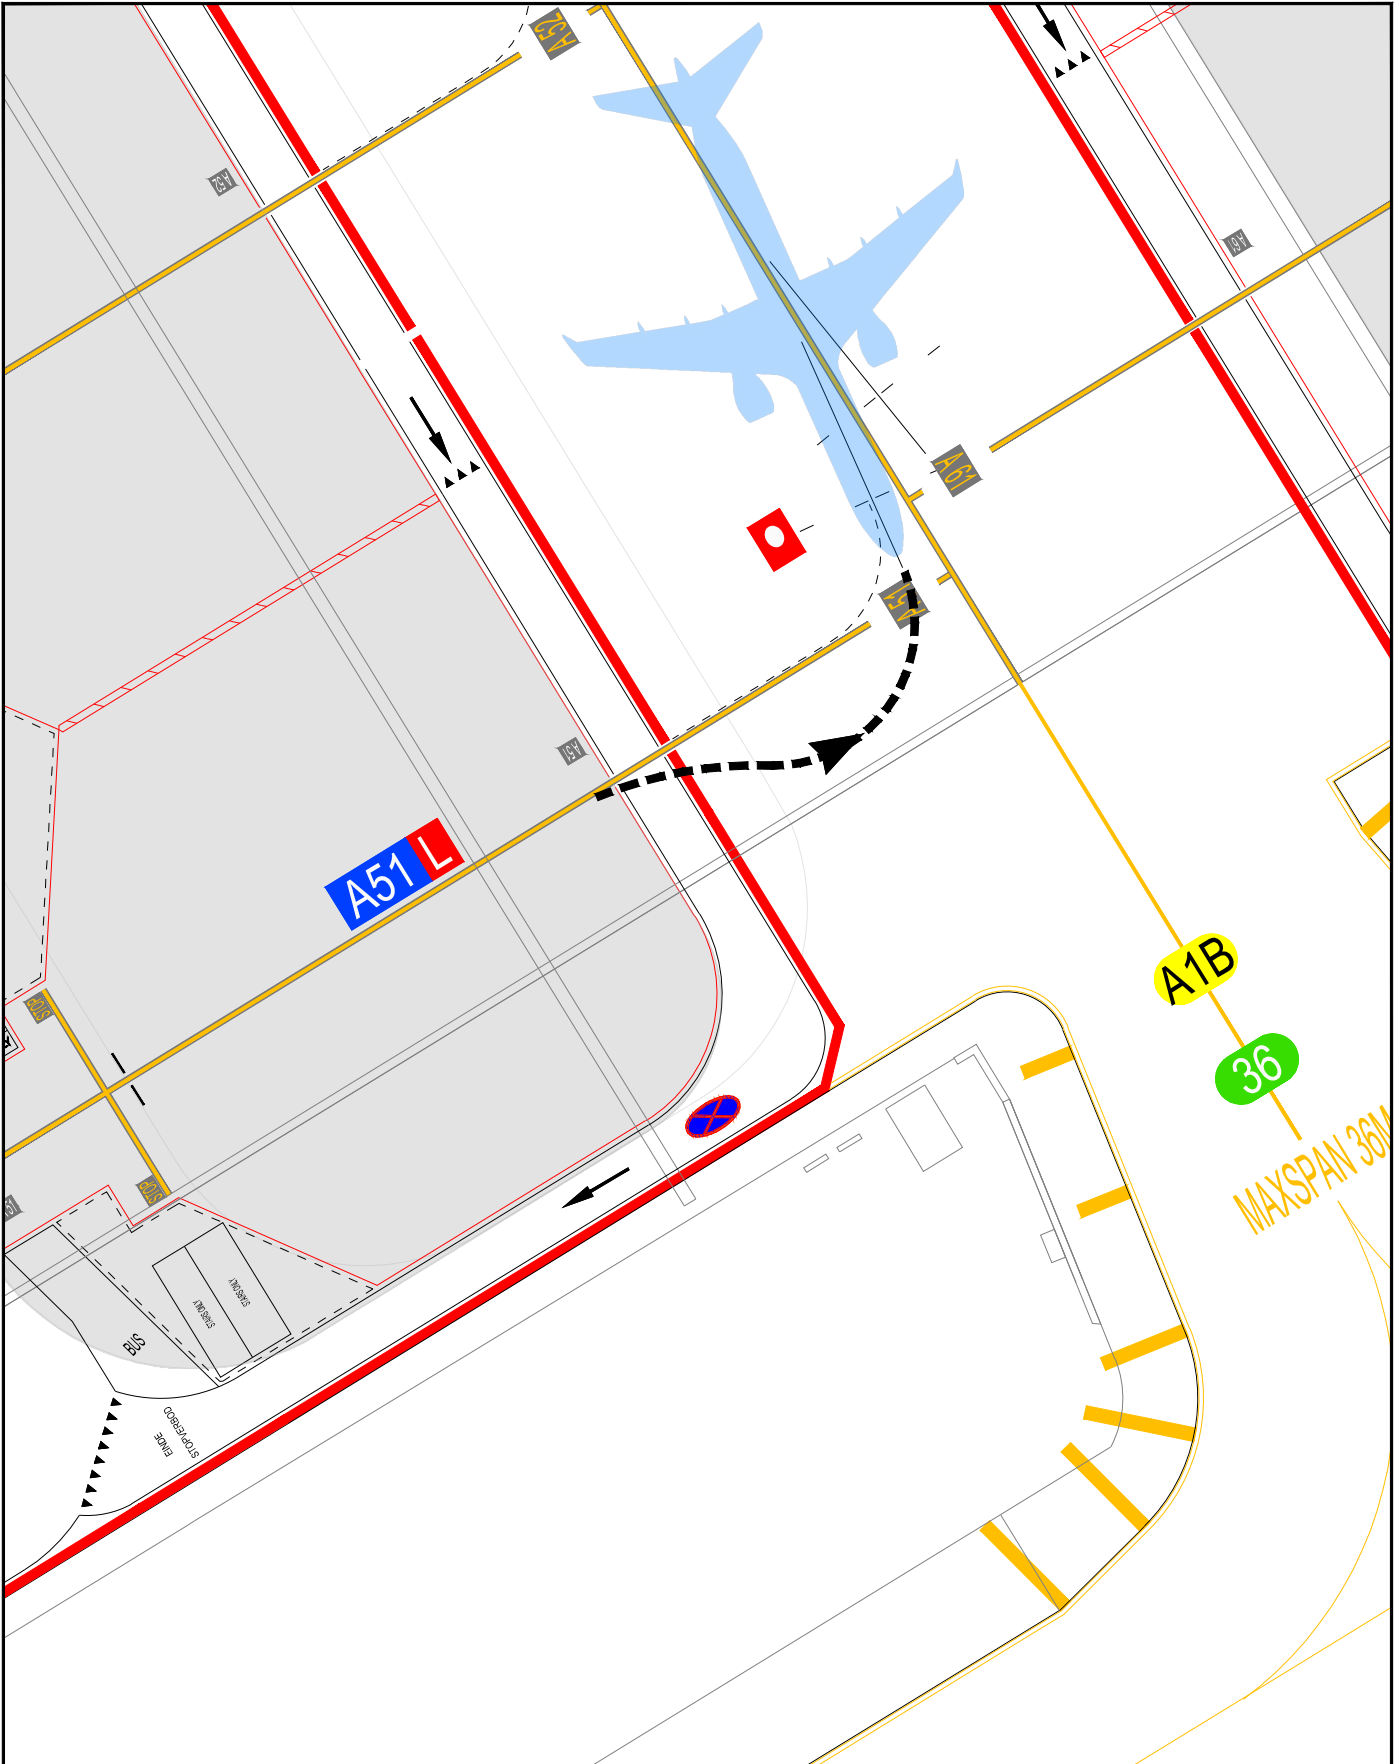 A52
A52
A61
A61
A51
A51
A51 L
A1B
36
MAXSPAN 36M
STOP
STOP
STAIRS ONLY
STAIRS ONLY
BUS
EINDE
STOPVERBOD